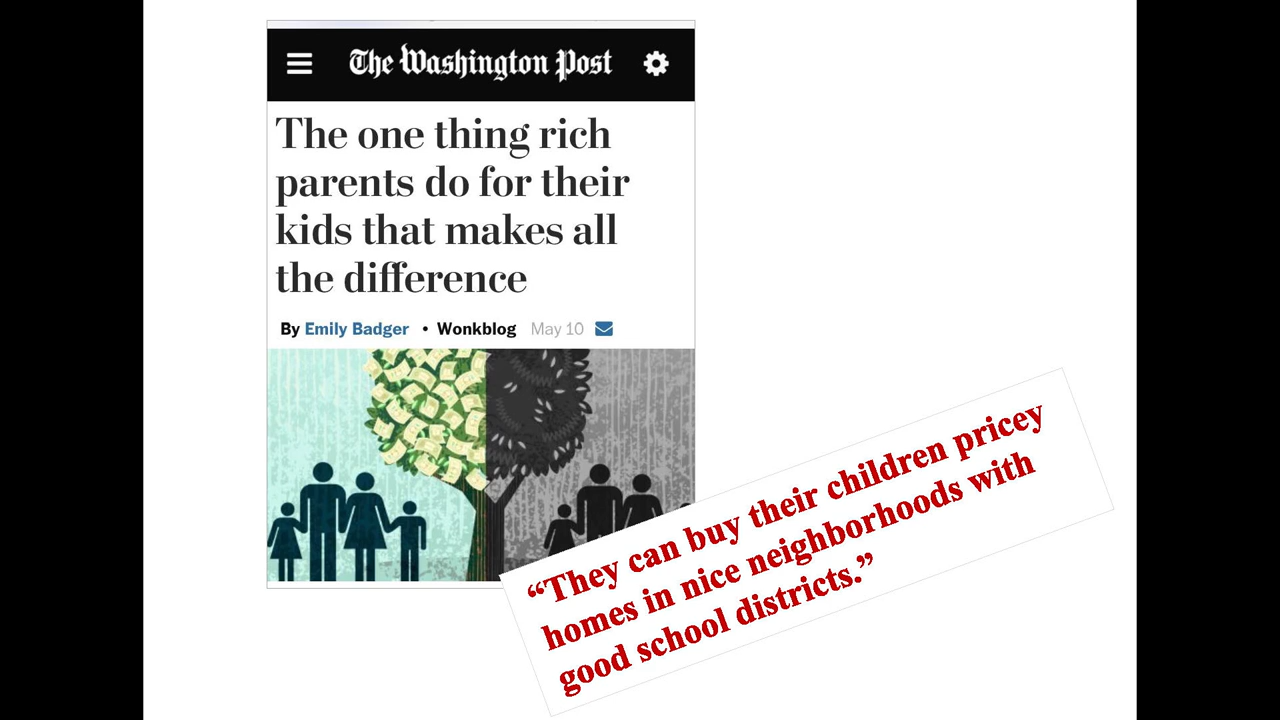 The Washington Post
The one thing rich
parents do for their
kids that makes all
the difference
By Emily Badger • Wonkblog May 10
“They can buy their children pricey
homes in nice neighborhoods with
good school districts.”